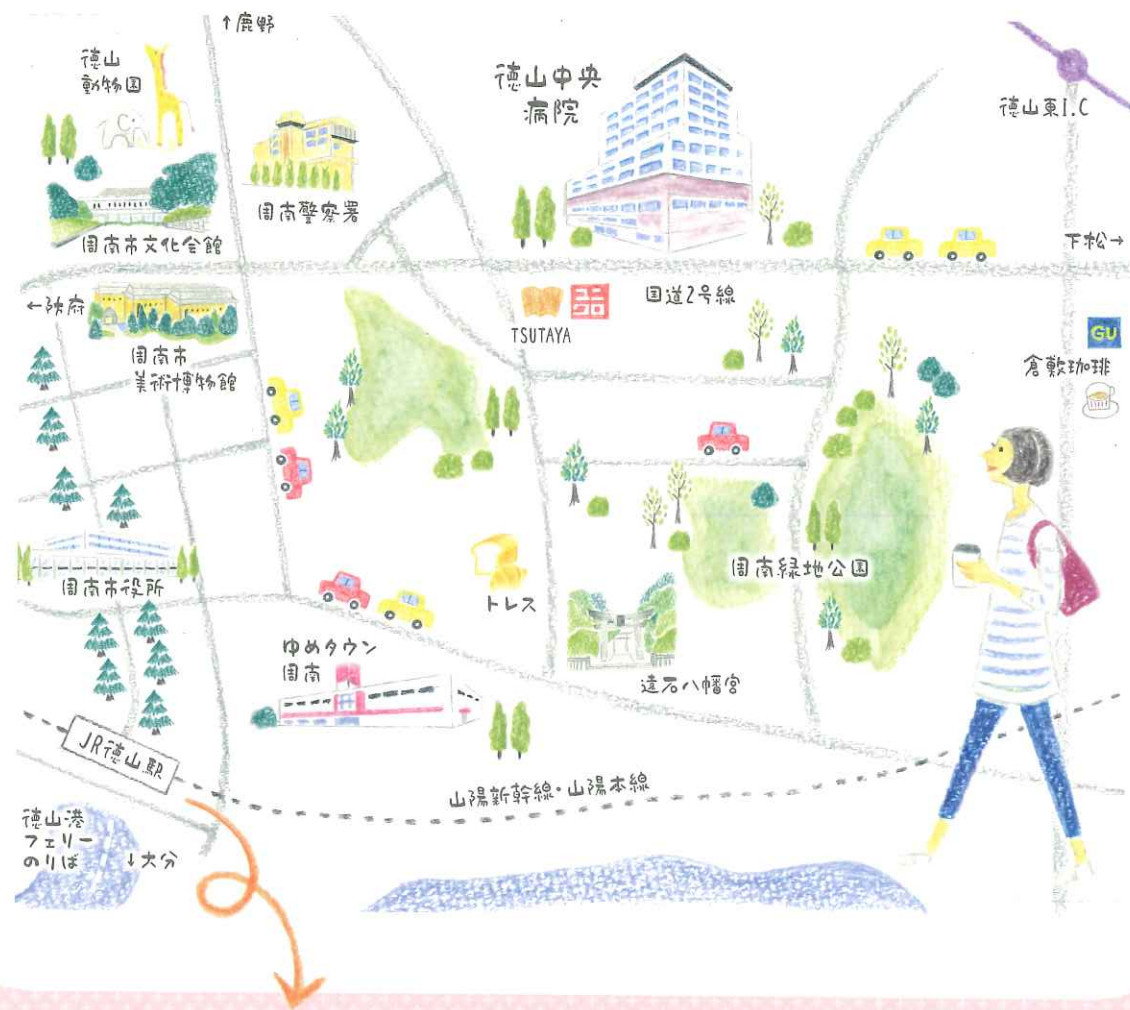 ↑鹿野
徳山
動物園
徳山中央
病院
徳山東I.C
周南警察署
周南市文化会館
下松→
←防府
国道2号線
TSUTAYA
GU
周南市
美術博物館
倉敷珈琲
周南緑地公園
周南市役所
トレス
ゆめタウン
周南
遠石八幡宮
JR徳山駅
山陽新幹線・山陽本線
徳山港
フェリー
のりば
↓大分